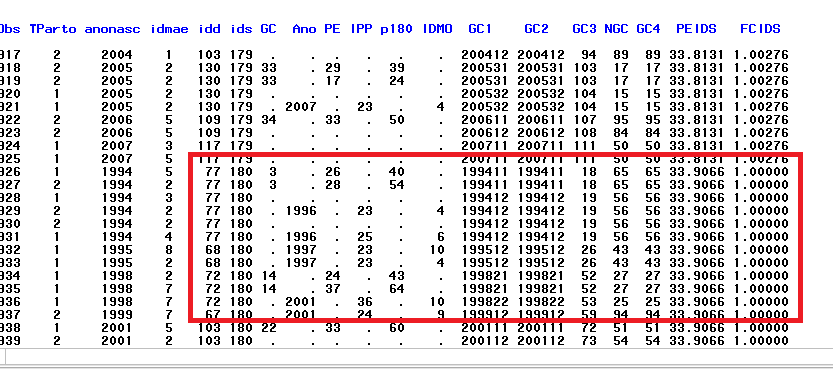 Obs TParto anonasc idmae idd ids GC Ano PE IPP p180 IDMO GC1 GC2 GC3 NGC GC4 PEIDS FCIDS
917 2 2004 1 103 179 . . . . . . 200412 200412 94 89 89 33.8131 1.00276
918 2 2005 2 130 179 33 . 29 . 39 . 200531 200531 103 17 17 33.8131 1.00276
919 2 2005 2 130 179 33 . 17 . 24 . 200531 200531 103 17 17 33.8131 1.00276
920 1 2005 2 130 179 . . . . . . 200532 200532 104 15 15 33.8131 1.00276
921 1 2005 2 130 179 . 2007 . 23 . 4 200532 200532 104 15 15 33.8131 1.00276
922 2 2006 5 109 179 34 . 33 . 50 . 200611 200611 107 95 95 33.8131 1.00276
923 2 2006 5 109 179 . . . . . . 200612 200612 108 84 84 33.8131 1.00276
924 1 2007 3 117 179 . . . . . . 200711 200711 111 50 50 33.8131 1.00276
925 1 2007 5 117 179 . . . . . . 200711 200711 111 50 50 33.8131 1.00276
926 1 1994 5 77 180 3 . 26 . 40 . 199411 199411 18 65 65 33.9066 1.00000
927 2 1994 2 77 180 3 . 28 . 54 . 199411 199411 18 65 65 33.9066 1.00000
928 1 1994 3 77 180 . . . . . . 199412 199412 19 56 56 33.9066 1.00000
929 2 1994 2 77 180 . 1996 . 23 . 4 199412 199412 19 56 56 33.9066 1.00000
930 2 1994 2 77 180 . . . . . . 199412 199412 19 56 56 33.9066 1.00000
931 1 1994 4 77 180 . 1996 . 25 . 6 199412 199412 19 56 56 33.9066 1.00000
932 1 1995 8 68 180 . 1997 . 23 . 10 199512 199512 26 43 43 33.9066 1.00000
933 1 1995 2 68 180 . 1997 . 23 . 4 199512 199512 26 43 43 33.9066 1.00000
934 1 1998 2 72 180 14 . 24 . 43 . 199821 199821 52 27 27 33.9066 1.00000
935 1 1998 7 72 180 14 . 37 . 64 . 199821 199821 52 27 27 33.9066 1.00000
936 1 1998 7 72 180 . 2001 . 36 . 10 199822 199822 53 25 25 33.9066 1.00000
937 2 1999 7 67 180 . 2001 . 24 . 9 199912 199912 59 94 94 33.9066 1.00000
938 1 2001 5 103 180 22 . 33 . 60 . 200111 200111 72 51 51 33.9066 1.00000
939 2 2001 2 103 180 . . . . . . 200112 200112 73 54 54 33.9066 1.00000